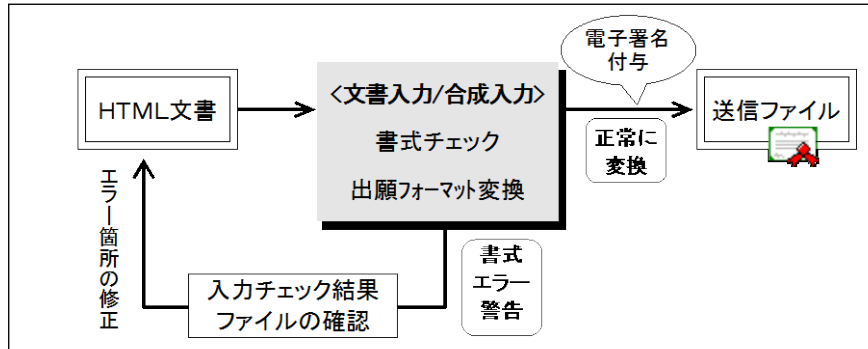 電子署名
付与
HTML文書
<文書入力/合成入力>
書式チェック
出願フォーマット変換
正常に
変換
送信ファイル
エラー箇所の修正
入力チェック結果
ファイルの確認
書式
エラー
警告